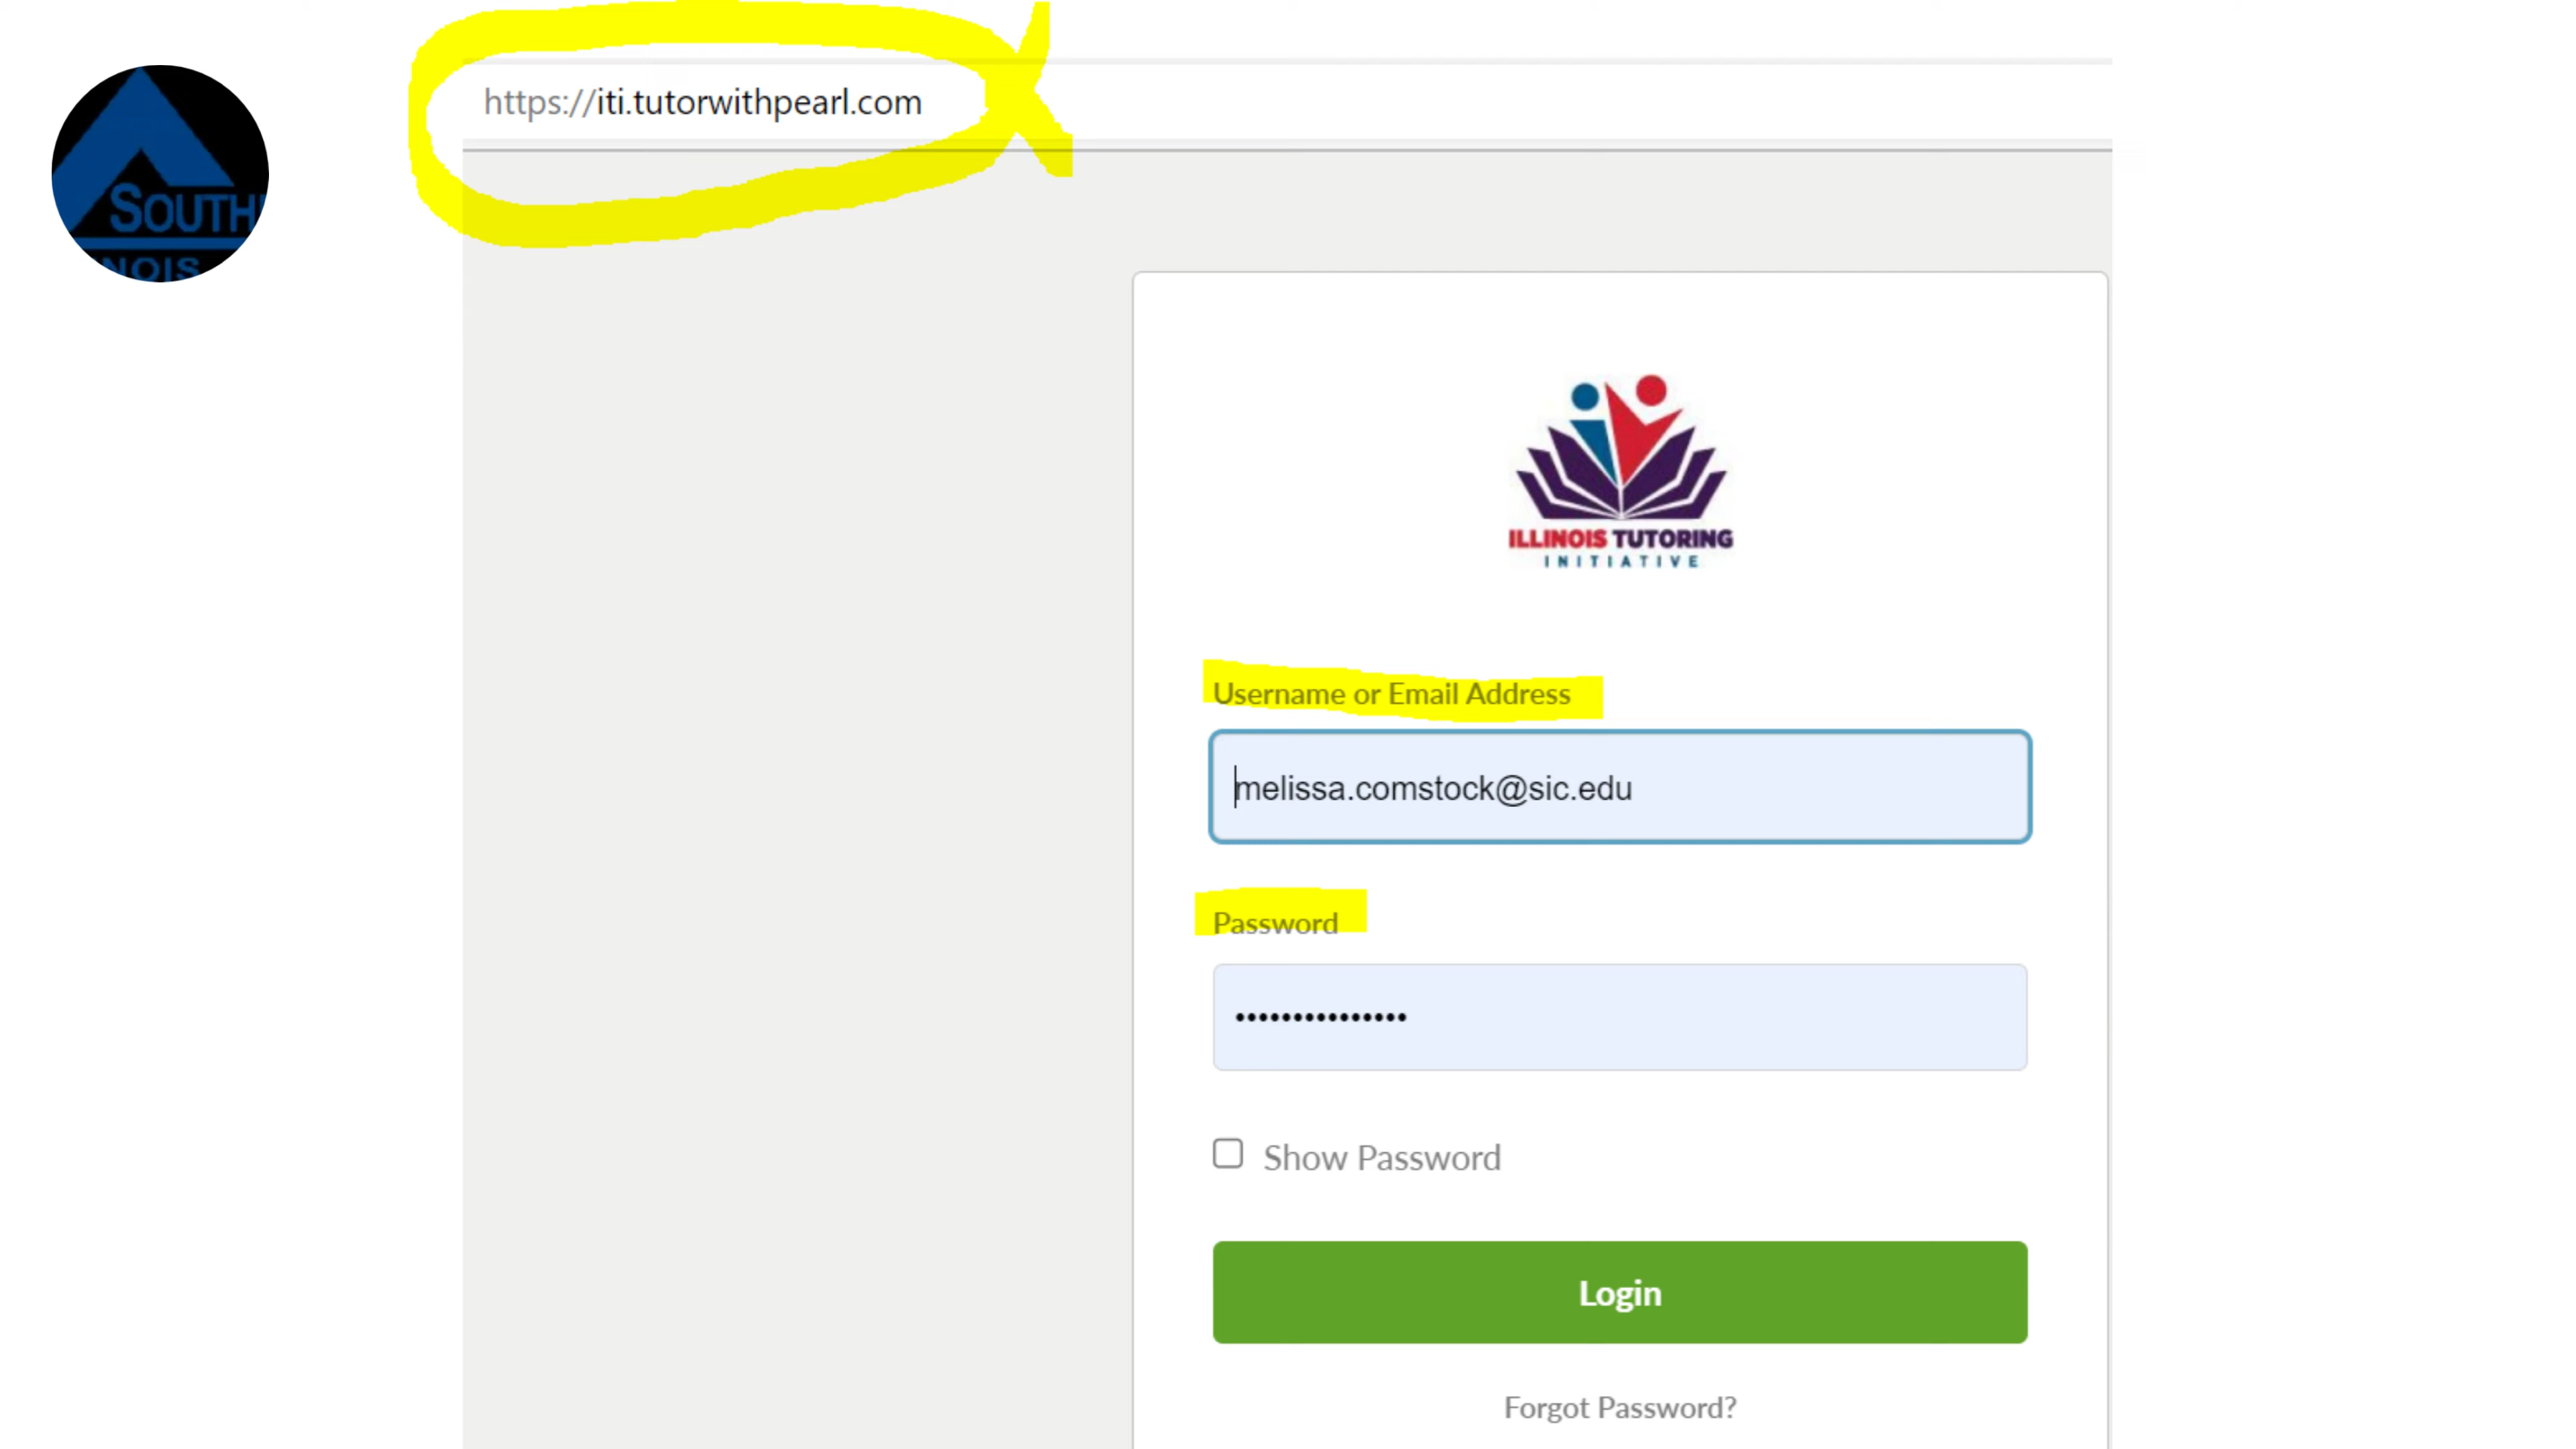 https://iti.tutorwithpearl.com
SOUTH
NOIS
ILLINOIS TUTORING
INITIATIVE
Username or Email Address
melissa.comstock@sic.edu
Password
•••••••••••••••
Show Password
Login
Forgot Password?